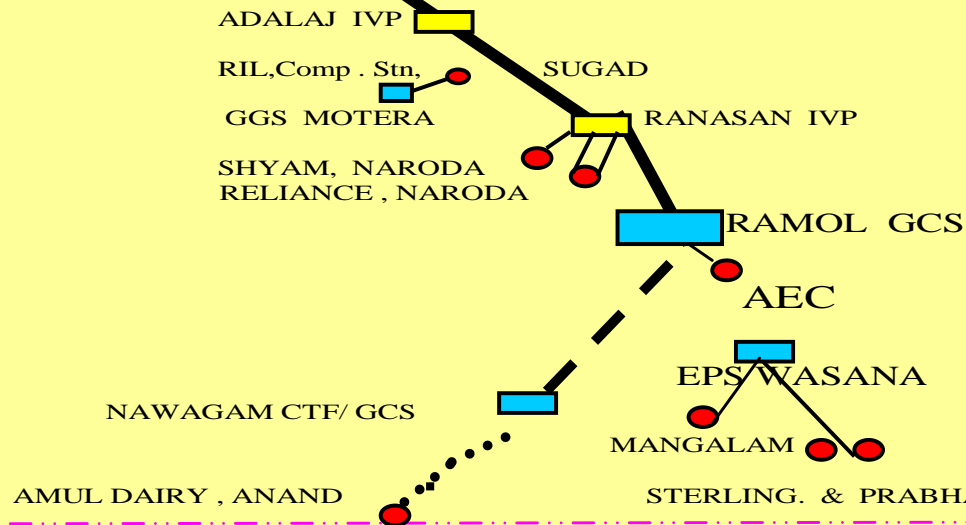 ADALAJ IVP
RIL,Comp . Stn, SUGAD
GGS MOTERA RANASAN IVP
SHYAM, NARODA
RELIANCE , NARODA
RAMOL GCS
AEC
EPS WASANA
NAWAGAM CTF/ GCS
MANGALAM
AMUL DAIRY , ANAND STERLING. & PRABHA